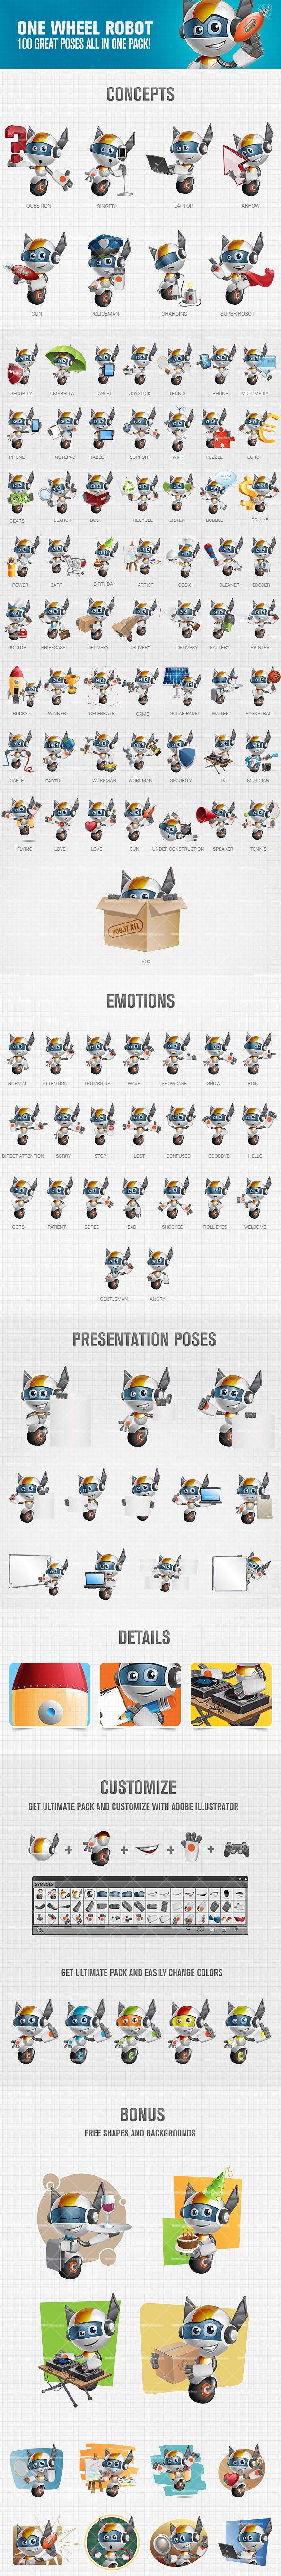 ONE WHEEL ROBOT
100 GREAT POSES ALL IN ONE PACK!
CONCEPTS
QUESTION SINGER LAPTOP ARROW
GUN POLICEMAN CHARGING SUPER ROBOT
SECURITY UMBRELLA TABLET JOYSTICK TENNIS PHONE MULTIMEDIA
PHONE NOTEPAD TABLET SUPPORT WI-FI PUZZLE EURO
GEARS SEARCH BOOK RECYCLE LISTEN BUBBLE DOLLAR
POWER CART BIRTHDAY ARTIST COOK CLEANER SOCCER
DOCTOR BRIEFCASE DELIVERY DELIVERY DELIVERY BATTERY PRINTER
ROCKET WINNER CELEBRATE GAME SOLAR PANEL WAITER BASKETBALL
CABLE EARTH WORKMAN WORKMAN SECURITY DJ MUSICIAN
FLYING LOVE LOVE GUN UNDER CONSTRUCTION SPEAKER TENNIS
ROBOT KIT
BOX
EMOTIONS
NORMAL ATTENTION THUMBS UP WAVE SHOWCASE SHOW POINT
DIRECT ATTENTION SORRY STOP LOST CONFUSED GOODBYE HELLO
OOPS PATIENT BORED SAD SHOCKED ROLL EYES WELCOME
GENTLEMAN ANGRY
PRESENTATION POSES
DETAILS
CUSTOMIZE
GET ULTIMATE PACK AND CUSTOMIZE WITH ADOBE ILLUSTRATOR
+ + + +
SYMBOLS
GET ULTIMATE PACK AND EASILY CHANGE COLORS
BONUS
FREE SHAPES AND BACKGROUNDS